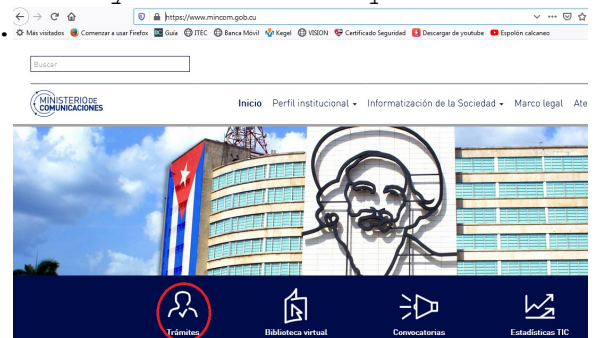 https://www.mincom.gob.cu
Más visitados Comenzar a usar Firefox Guía ITEC Banca Móvil Kegel VISION Certificado Seguridad Descargar de youtube Espolón calcaneo
Buscar
MINISTERIO DE
COMUNICACIONES
Inicio Perfil institucional Informatización de la Sociedad Marco legal Ate
Trámites Biblioteca virtual Convocatorias Estadísticas TIC